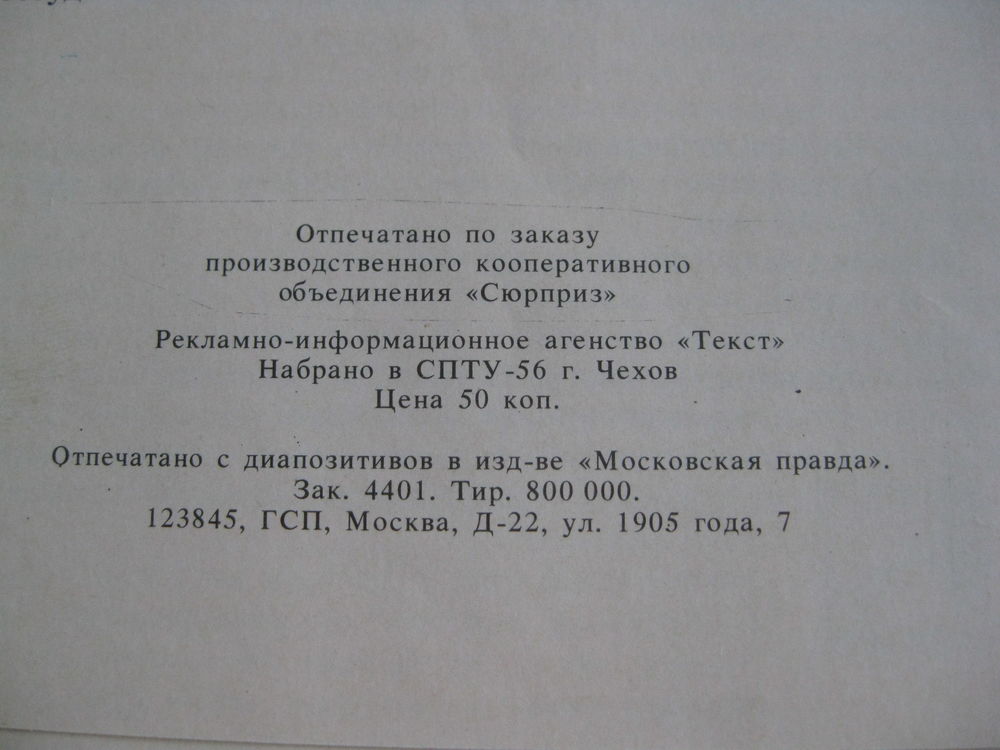 Отпечатано по заказу
производственного кооперативного
объединения «Сюрприз»
Рекламно-информационное агенство «Текст»
Набрано в СПТУ-56 г. Чехов
Цена 50 коп.
Отпечатано с диапозитивов в изд-ве «Московская правда».
Зак. 4401. Тир. 800 000.
123845, ГСП, Москва, Д-22, ул. 1905 года, 7